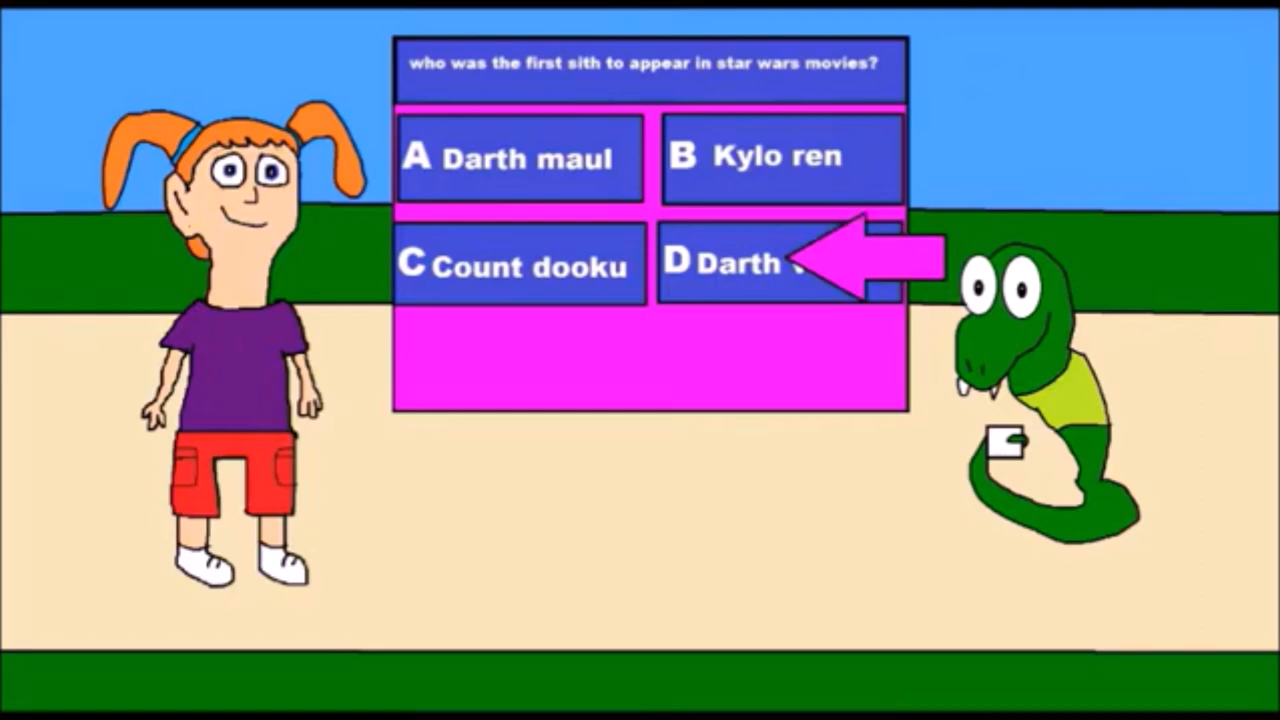 who was the first sith to appear in star wars movies?
A Darth maul
B Kylo ren
C Count dooku
D Darth